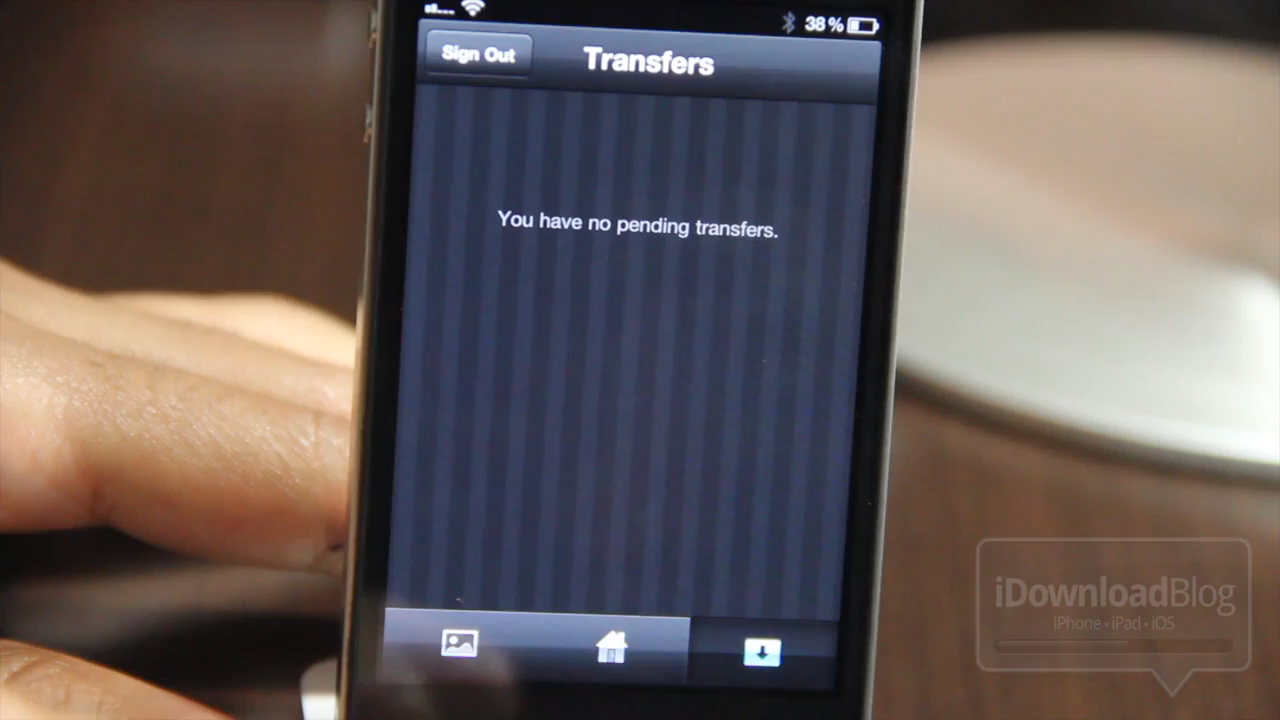 38%
Sign Out
Transfers
You have no pending transfers.
iDownloadBlog
iPhone • iPad • iOS